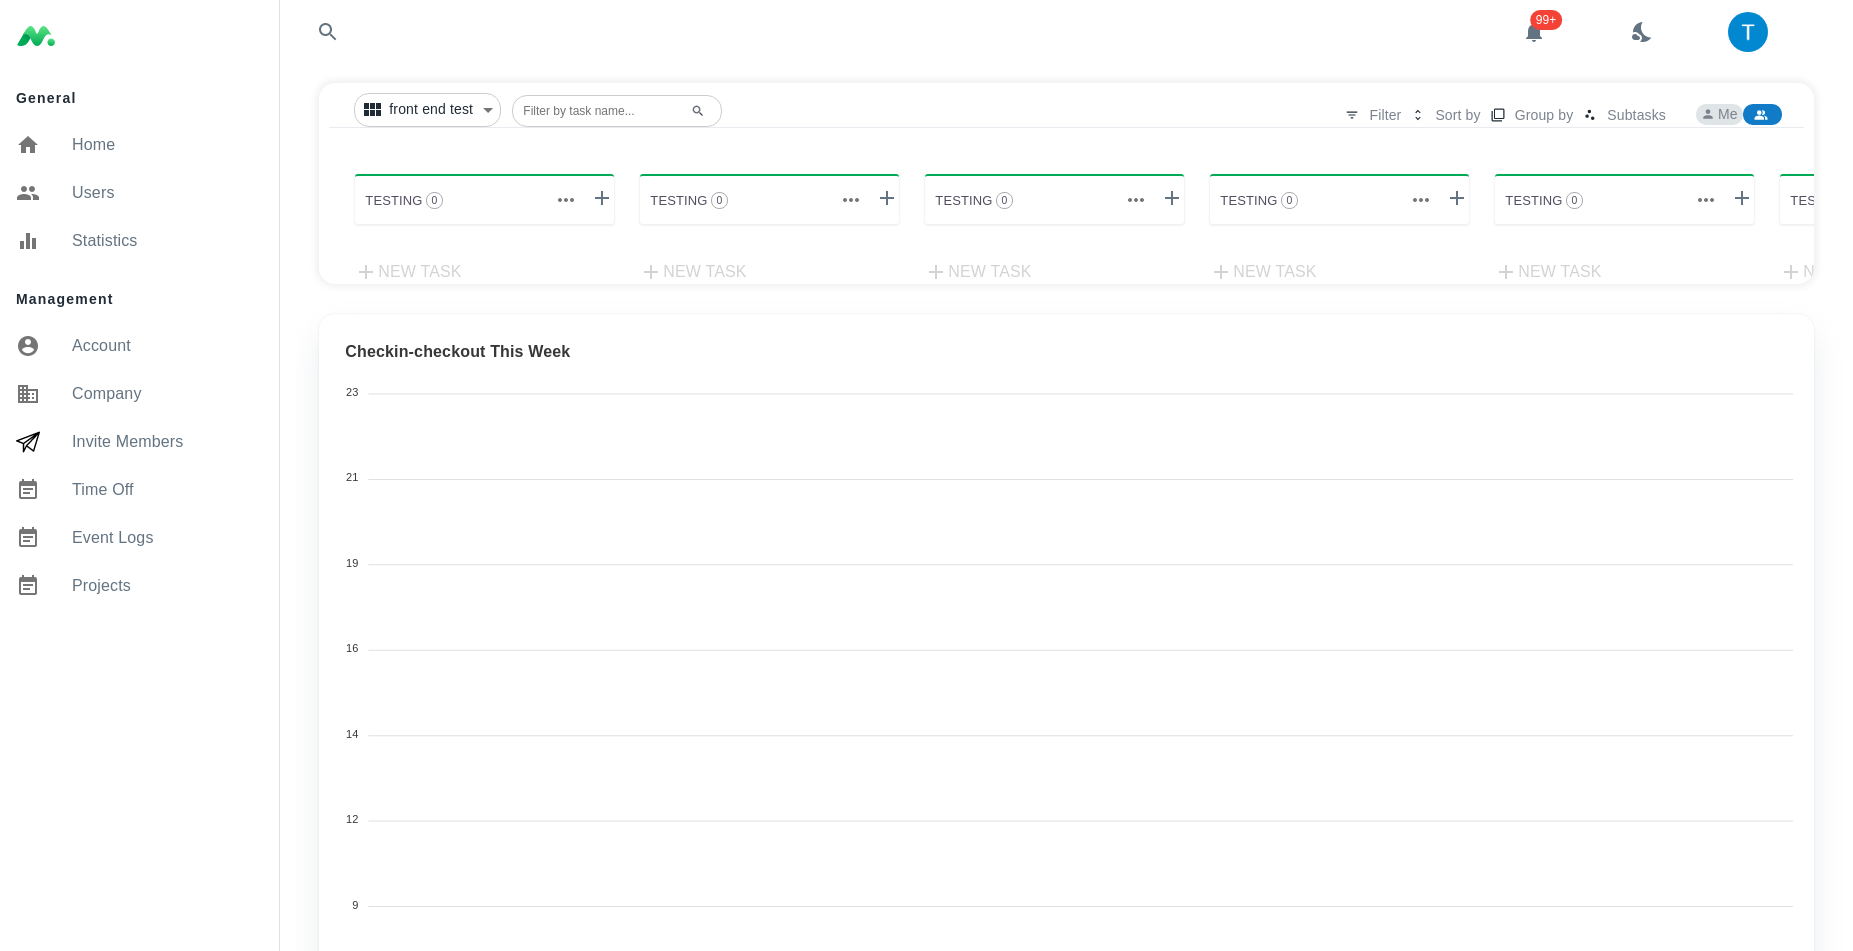 General
Home
Users
Statistics
Management
Account
Company
Invite Members
Time Off
Event Logs
Projects
99+
T
front end test
Filter by task name...
Filter
Sort by
Group by
Subtasks
Me
TESTING 0
TESTING 0
TESTING 0
TESTING 0
TESTING 0
TES
NEW TASK
NEW TASK
NEW TASK
NEW TASK
NEW TASK
N
Checkin-checkout This Week
23
21
19
16
14
12
9